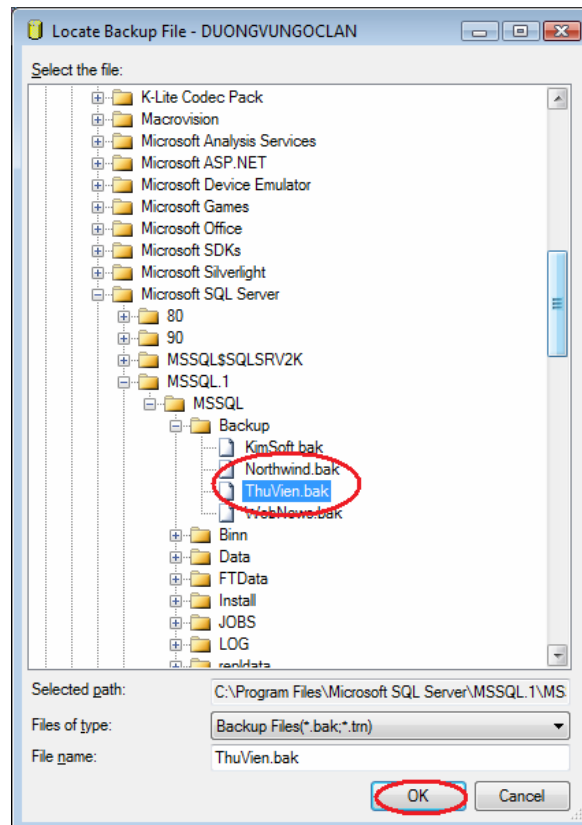 Locate Backup File - DUONGVUNGOCLAN
Select the file:
K-Lite Codec Pack
Macrovision
Microsoft Analysis Services
Microsoft ASP.NET
Microsoft Device Emulator
Microsoft Games
Microsoft Office
Microsoft SDKs
Microsoft Silverlight
Microsoft SQL Server
80
90
MSSQL$SQLSRV2K
MSSQL.1
MSSQL
Backup
KimSoft.bak
Northwind.bak
ThuVien.bak
WebNews.bak
Binn
Data
FTData
Install
JOBS
LOG
repldata
Selected path:
C:\Program Files\Microsoft SQL Server\MSSQL.1\MS
Files of type:
Backup Files(*.bak;*.trn)
File name:
ThuVien.bak
OK Cancel